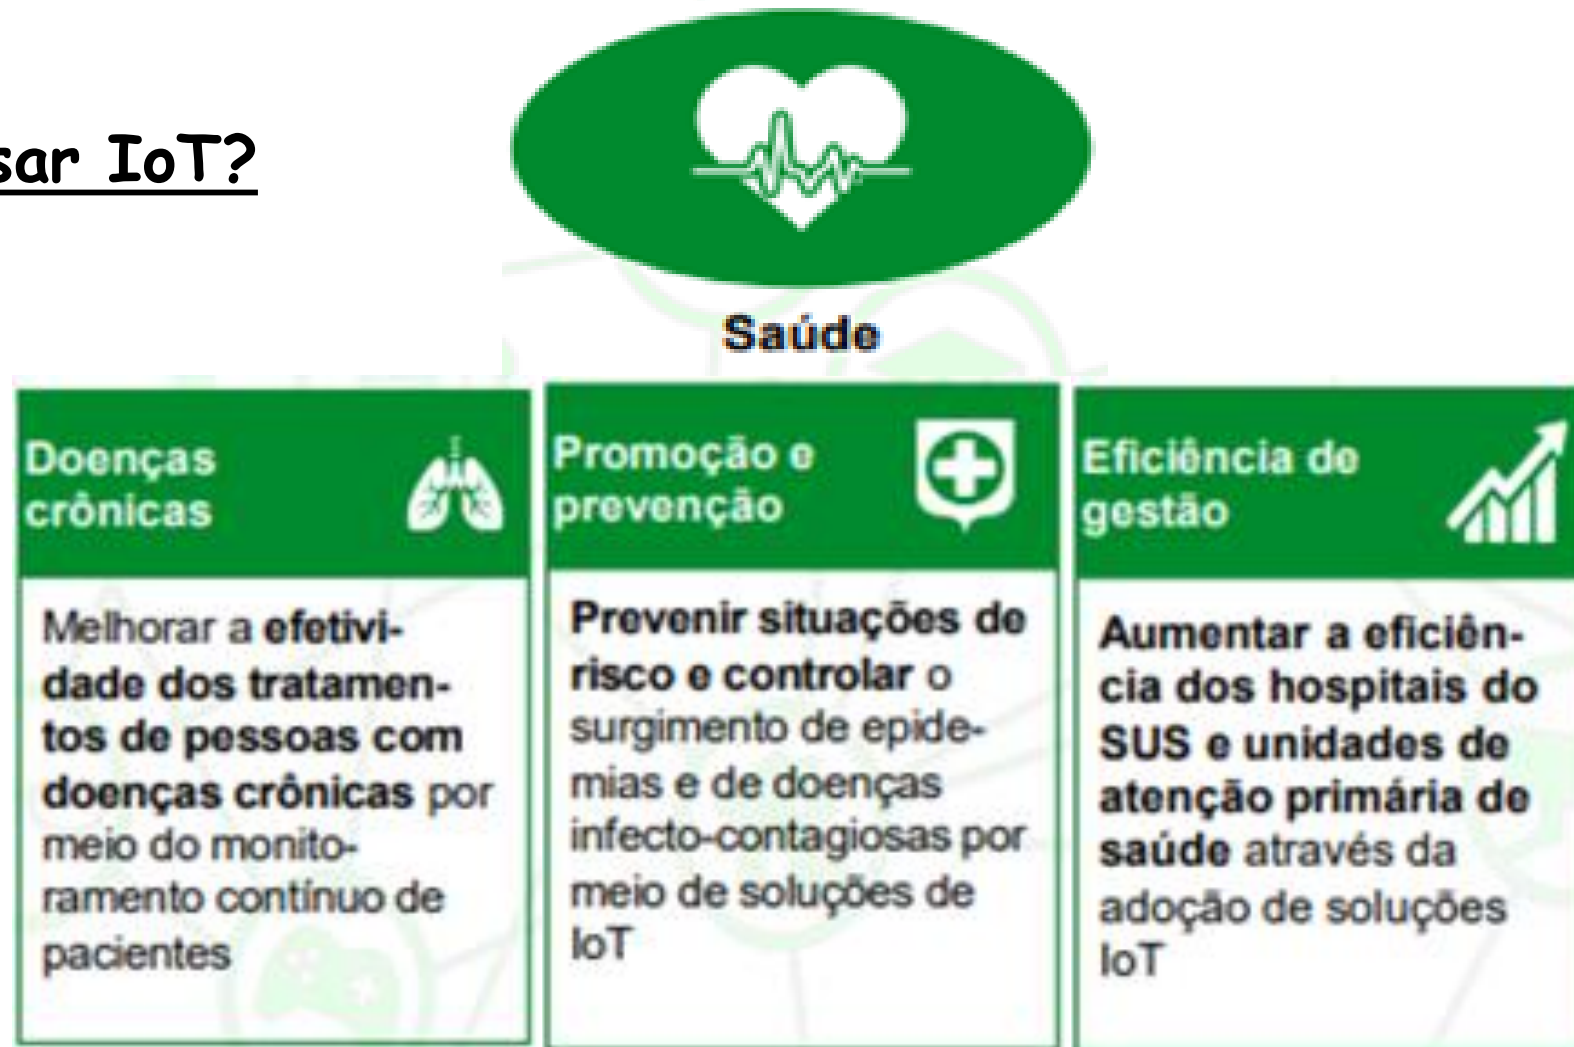 sar IoT?
Saúde
Doenças
crônicas
Melhorar a efetivi-
dade dos tratamen-
tos de pessoas com
doenças crônicas por
meio do monito-
ramento contínuo de
pacientes
Promoção e
prevenção
Prevenir situações de
risco e controlar o
surgimento de epide-
mias e de doenças
infecto-contagiosas por
meio de soluções de
IoT
Eficiência de
gestão
Aumentar a eficiên-
cia dos hospitais do
SUS e unidades de
atenção primária de
saúde através da
adoção de soluções
IoT